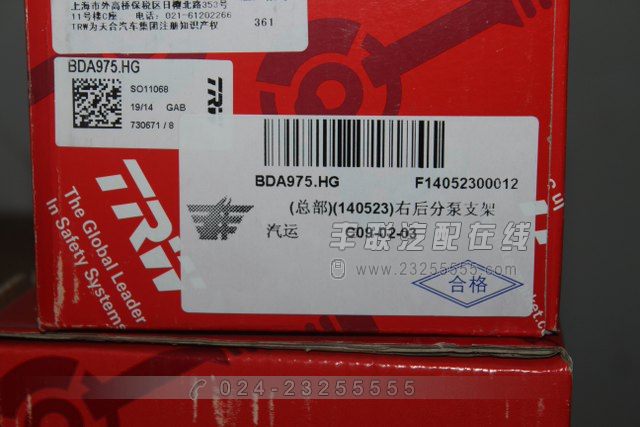 上海市外高桥保税区日樱北路353号
11号楼C座 电话:021-61202266
TRW为天合汽车集团注册知识产权
361
BDA975.HG
SO11068
19/14 GAB
730671 / 8
TRW
BDA975.HG F14052300012
(总部)(140523)右后分泵支架
汽运 C09-02-03
合格
TRW
The Global Leader
in Safety Systems
车联汽配在线
www.23255555.com
ket.c
024-23255555